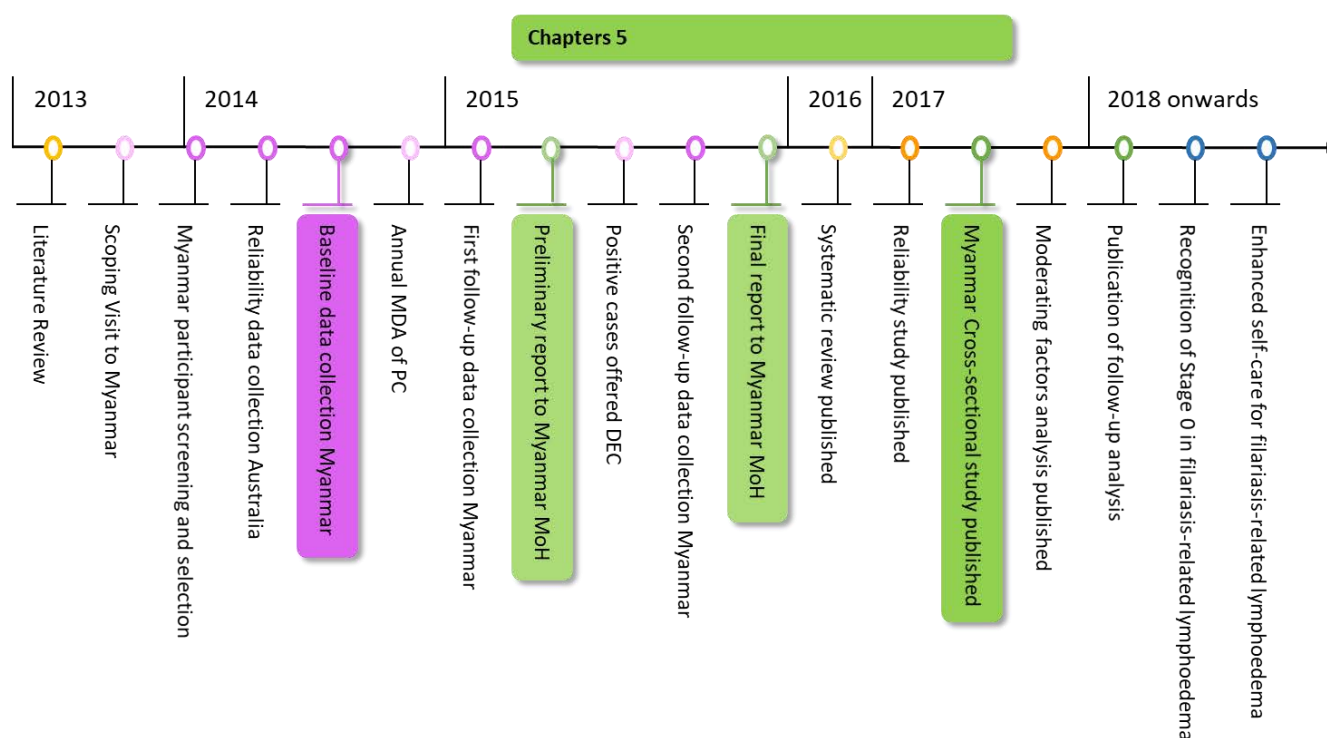 Chapters 5
2013
2014
2015
2016
2017
2018 onwards
Literature Review
Scoping Visit to Myanmar
Myanmar participant screening and selection
Reliability data collection Australia
Baseline data collection Myanmar
Annual MDA of PC
First follow-up data collection Myanmar
Preliminary report to Myanmar MoH
Positive cases offered DEC
Second follow-up data collection Myanmar
Final report to Myanmar MoH
Systematic review published
Reliability study published
Myanmar Cross-sectional study published
Moderating factors analysis published
Publication of follow-up analysis
Recognition of Stage 0 in filariasis-related lymphoedema
Enhanced self-care for filariasis-related lymphoedema